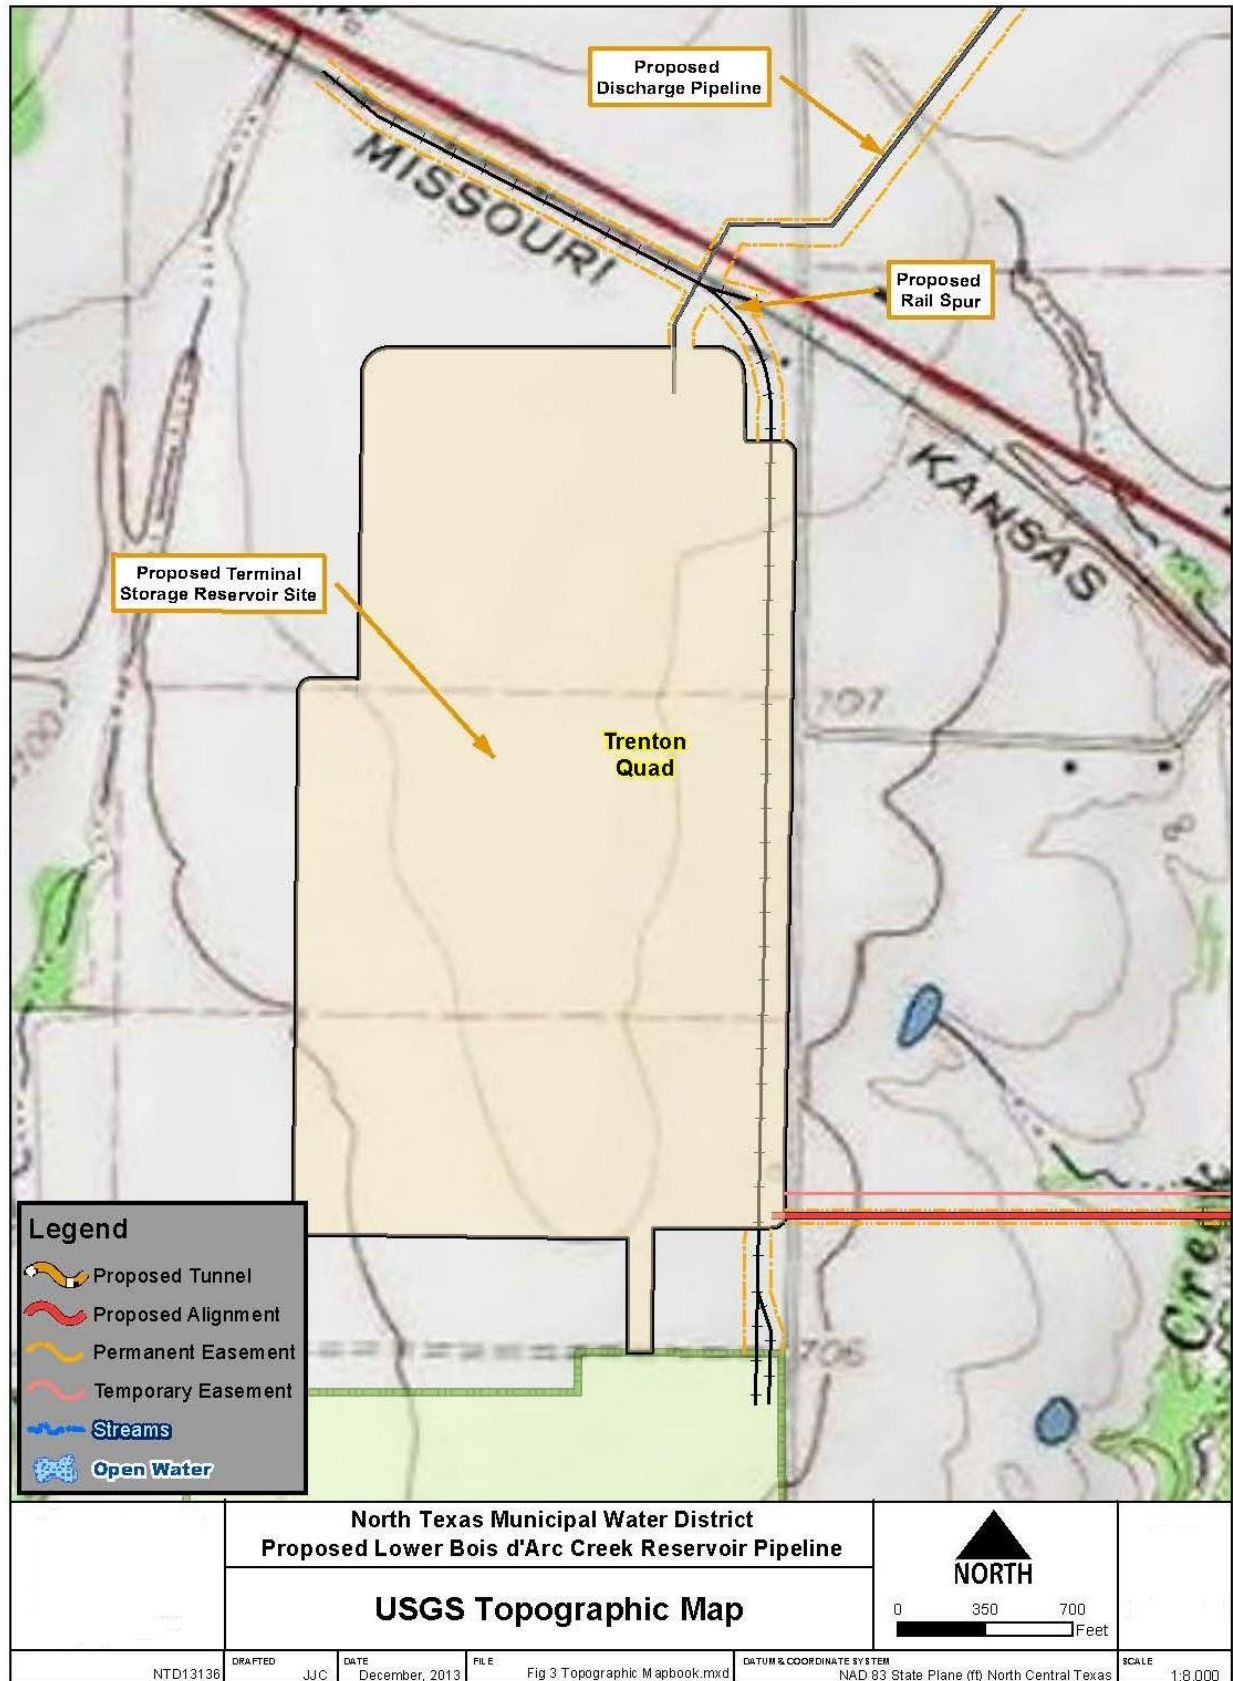 Proposed
Discharge Pipeline
MISSOURI
Proposed
Rail Spur
KANSAS
Proposed Terminal
Storage Reservoir Site
707
Trenton
Quad
700
706
Creek
Legend
Proposed Tunnel
Proposed Alignment
Permanent Easement
Temporary Easement
Streams
Open Water
North Texas Municipal Water District
Proposed Lower Bois d'Arc Creek Reservoir Pipeline
USGS Topographic Map
NORTH
0 350 700
Feet
NTD13136
DRAFTED
JJC
DATE
December, 2013
FILE
Fig 3 Topographic Mapbook.mxd
DATUM & COORDINATE SYSTEM
NAD 83 State Plane (ft) North Central Texas
SCALE
1:8,000